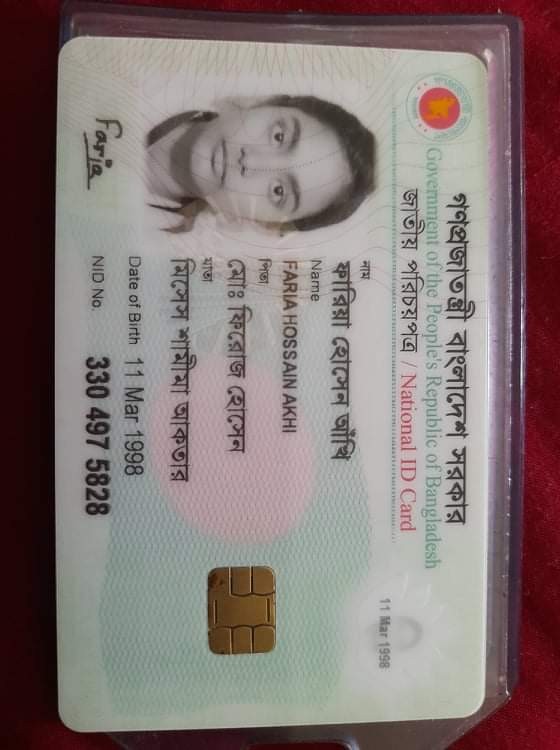 গণপ্রজাতন্ত্রী বাংলাদেশ সরকার
Government of the People's Republic of Bangladesh
জাতীয় পরিচয়পত্র / National ID Card
11 Mar 1998
নাম
ফারিয়া হোসেন আঁখি
Name
FARIA HOSSAIN AKHI
পিতা
মোঃ ফিরোজ হোসেন
মাতা
মিসেস শামীমা আকতার
Date of Birth 11 Mar 1998
NID No. 330 497 5828
Faria